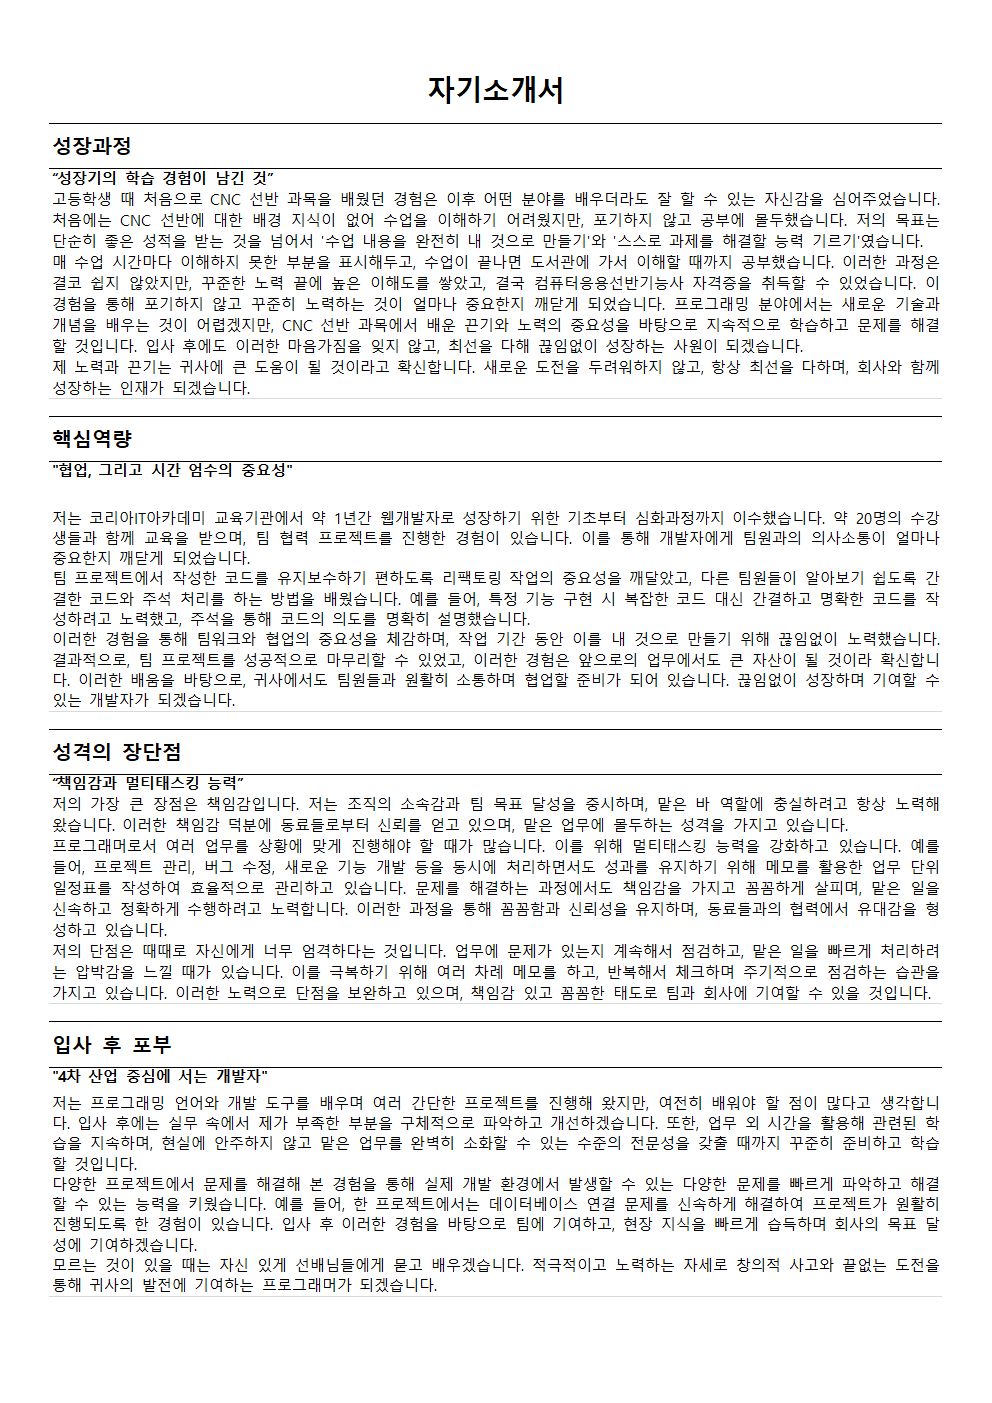 자기소개서
성장과정
“성장기의 학습 경험이 남긴 것”
고등학생 때 처음으로 CNC 선반 과목을 배웠던 경험은 이후 어떤 분야를 배우더라도 잘 할 수 있는 자신감을 심어주었습니다.
처음에는 CNC 선반에 대한 배경 지식이 없어 수업을 이해하기 어려웠지만, 포기하지 않고 공부에 몰두했습니다. 저의 목표는
단순히 좋은 성적을 받는 것을 넘어서 '수업 내용을 완전히 내 것으로 만들기'와 '스스로 과제를 해결할 능력 기르기'였습니다.
매 수업 시간마다 이해하지 못한 부분을 표시해두고, 수업이 끝나면 도서관에 가서 이해할 때까지 공부했습니다. 이러한 과정은
결코 쉽지 않았지만, 꾸준한 노력 끝에 높은 이해도를 쌓았고, 결국 컴퓨터응용선반기능사 자격증을 취득할 수 있었습니다. 이
경험을 통해 포기하지 않고 꾸준히 노력하는 것이 얼마나 중요한지 깨닫게 되었습니다. 프로그래밍 분야에서는 새로운 기술과
개념을 배우는 것이 어렵겠지만, CNC 선반 과목에서 배운 끈기와 노력의 중요성을 바탕으로 지속적으로 학습하고 문제를 해결
할 것입니다. 입사 후에도 이러한 마음가짐을 잊지 않고, 최선을 다해 끊임없이 성장하는 사원이 되겠습니다.
제 노력과 끈기는 귀사에 큰 도움이 될 것이라고 확신합니다. 새로운 도전을 두려워하지 않고, 항상 최선을 다하며, 회사와 함께
성장하는 인재가 되겠습니다.
핵심역량
"협업, 그리고 시간 엄수의 중요성"
저는 코리아IT아카데미 교육기관에서 약 1년간 웹개발자로 성장하기 위한 기초부터 심화과정까지 이수했습니다. 약 20명의 수강
생들과 함께 교육을 받으며, 팀 협력 프로젝트를 진행한 경험이 있습니다. 이를 통해 개발자에게 팀원과의 의사소통이 얼마나
중요한지 깨닫게 되었습니다.
팀 프로젝트에서 작성한 코드를 유지보수하기 편하도록 리팩토링 작업의 중요성을 깨달았고, 다른 팀원들이 알아보기 쉽도록 간
결한 코드와 주석 처리를 하는 방법을 배웠습니다. 예를 들어, 특정 기능 구현 시 복잡한 코드 대신 간결하고 명확한 코드를 작
성하려고 노력했고, 주석을 통해 코드의 의도를 명확히 설명했습니다.
이러한 경험을 통해 팀워크와 협업의 중요성을 체감하며, 작업 기간 동안 이를 내 것으로 만들기 위해 끊임없이 노력했습니다.
결과적으로, 팀 프로젝트를 성공적으로 마무리할 수 있었고, 이러한 경험은 앞으로의 업무에서도 큰 자산이 될 것이라 확신합니
다. 이러한 배움을 바탕으로, 귀사에서도 팀원들과 원활히 소통하며 협업할 준비가 되어 있습니다. 끊임없이 성장하며 기여할 수
있는 개발자가 되겠습니다.
성격의 장단점
“책임감과 멀티태스킹 능력”
저의 가장 큰 장점은 책임감입니다. 저는 조직의 소속감과 팀 목표 달성을 중시하며, 맡은 바 역할에 충실하려고 항상 노력해
왔습니다. 이러한 책임감 덕분에 동료들로부터 신뢰를 얻고 있으며, 맡은 업무에 몰두하는 성격을 가지고 있습니다.
프로그래머로서 여러 업무를 상황에 맞게 진행해야 할 때가 많습니다. 이를 위해 멀티태스킹 능력을 강화하고 있습니다. 예를
들어, 프로젝트 관리, 버그 수정, 새로운 기능 개발 등을 동시에 처리하면서도 성과를 유지하기 위해 메모를 활용한 업무 단위
일정표를 작성하여 효율적으로 관리하고 있습니다. 문제를 해결하는 과정에서도 책임감을 가지고 꼼꼼하게 살피며, 맡은 일을
신속하고 정확하게 수행하려고 노력합니다. 이러한 과정을 통해 꼼꼼함과 신뢰성을 유지하며, 동료들과의 협력에서 유대감을 형
성하고 있습니다.
저의 단점은 때때로 자신에게 너무 엄격하다는 것입니다. 업무에 문제가 있는지 계속해서 점검하고, 맡은 일을 빠르게 처리하려
는 압박감을 느낄 때가 있습니다. 이를 극복하기 위해 여러 차례 메모를 하고, 반복해서 체크하며 주기적으로 점검하는 습관을
가지고 있습니다. 이러한 노력으로 단점을 보완하고 있으며, 책임감 있고 꼼꼼한 태도로 팀과 회사에 기여할 수 있을 것입니다.
입사 후 포부
"4차 산업 중심에 서는 개발자"
저는 프로그래밍 언어와 개발 도구를 배우며 여러 간단한 프로젝트를 진행해 왔지만, 여전히 배워야 할 점이 많다고 생각합니
다. 입사 후에는 실무 속에서 제가 부족한 부분을 구체적으로 파악하고 개선하겠습니다. 또한, 업무 외 시간을 활용해 관련된 학
습을 지속하며, 현실에 안주하지 않고 맡은 업무를 완벽히 소화할 수 있는 수준의 전문성을 갖출 때까지 꾸준히 준비하고 학습
할 것입니다.
다양한 프로젝트에서 문제를 해결해 본 경험을 통해 실제 개발 환경에서 발생할 수 있는 다양한 문제를 빠르게 파악하고 해결
할 수 있는 능력을 키웠습니다. 예를 들어, 한 프로젝트에서는 데이터베이스 연결 문제를 신속하게 해결하여 프로젝트가 원활히
진행되도록 한 경험이 있습니다. 입사 후 이러한 경험을 바탕으로 팀에 기여하고, 현장 지식을 빠르게 습득하며 회사의 목표 달
성에 기여하겠습니다.
모르는 것이 있을 때는 자신 있게 선배님들에게 묻고 배우겠습니다. 적극적이고 노력하는 자세로 창의적 사고와 끝없는 도전을
통해 귀사의 발전에 기여하는 프로그래머가 되겠습니다.